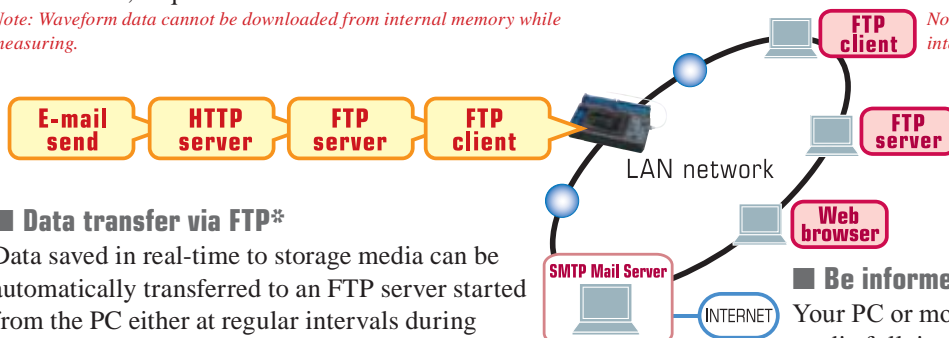 Note: Waveform data cannot be downloaded from internal memory while
measuring.
E-mail
send
HTTP
server
FTP
server
FTP
client
FTP
client
FTP
server
LAN network
Web
browser
■ Data transfer via FTP*
Data saved in real-time to storage media can be
automatically transferred to an FTP server started
from the PC either at regular intervals during
SMTP Mail Server
INTERNET
■ Be informe
Your PC or mo